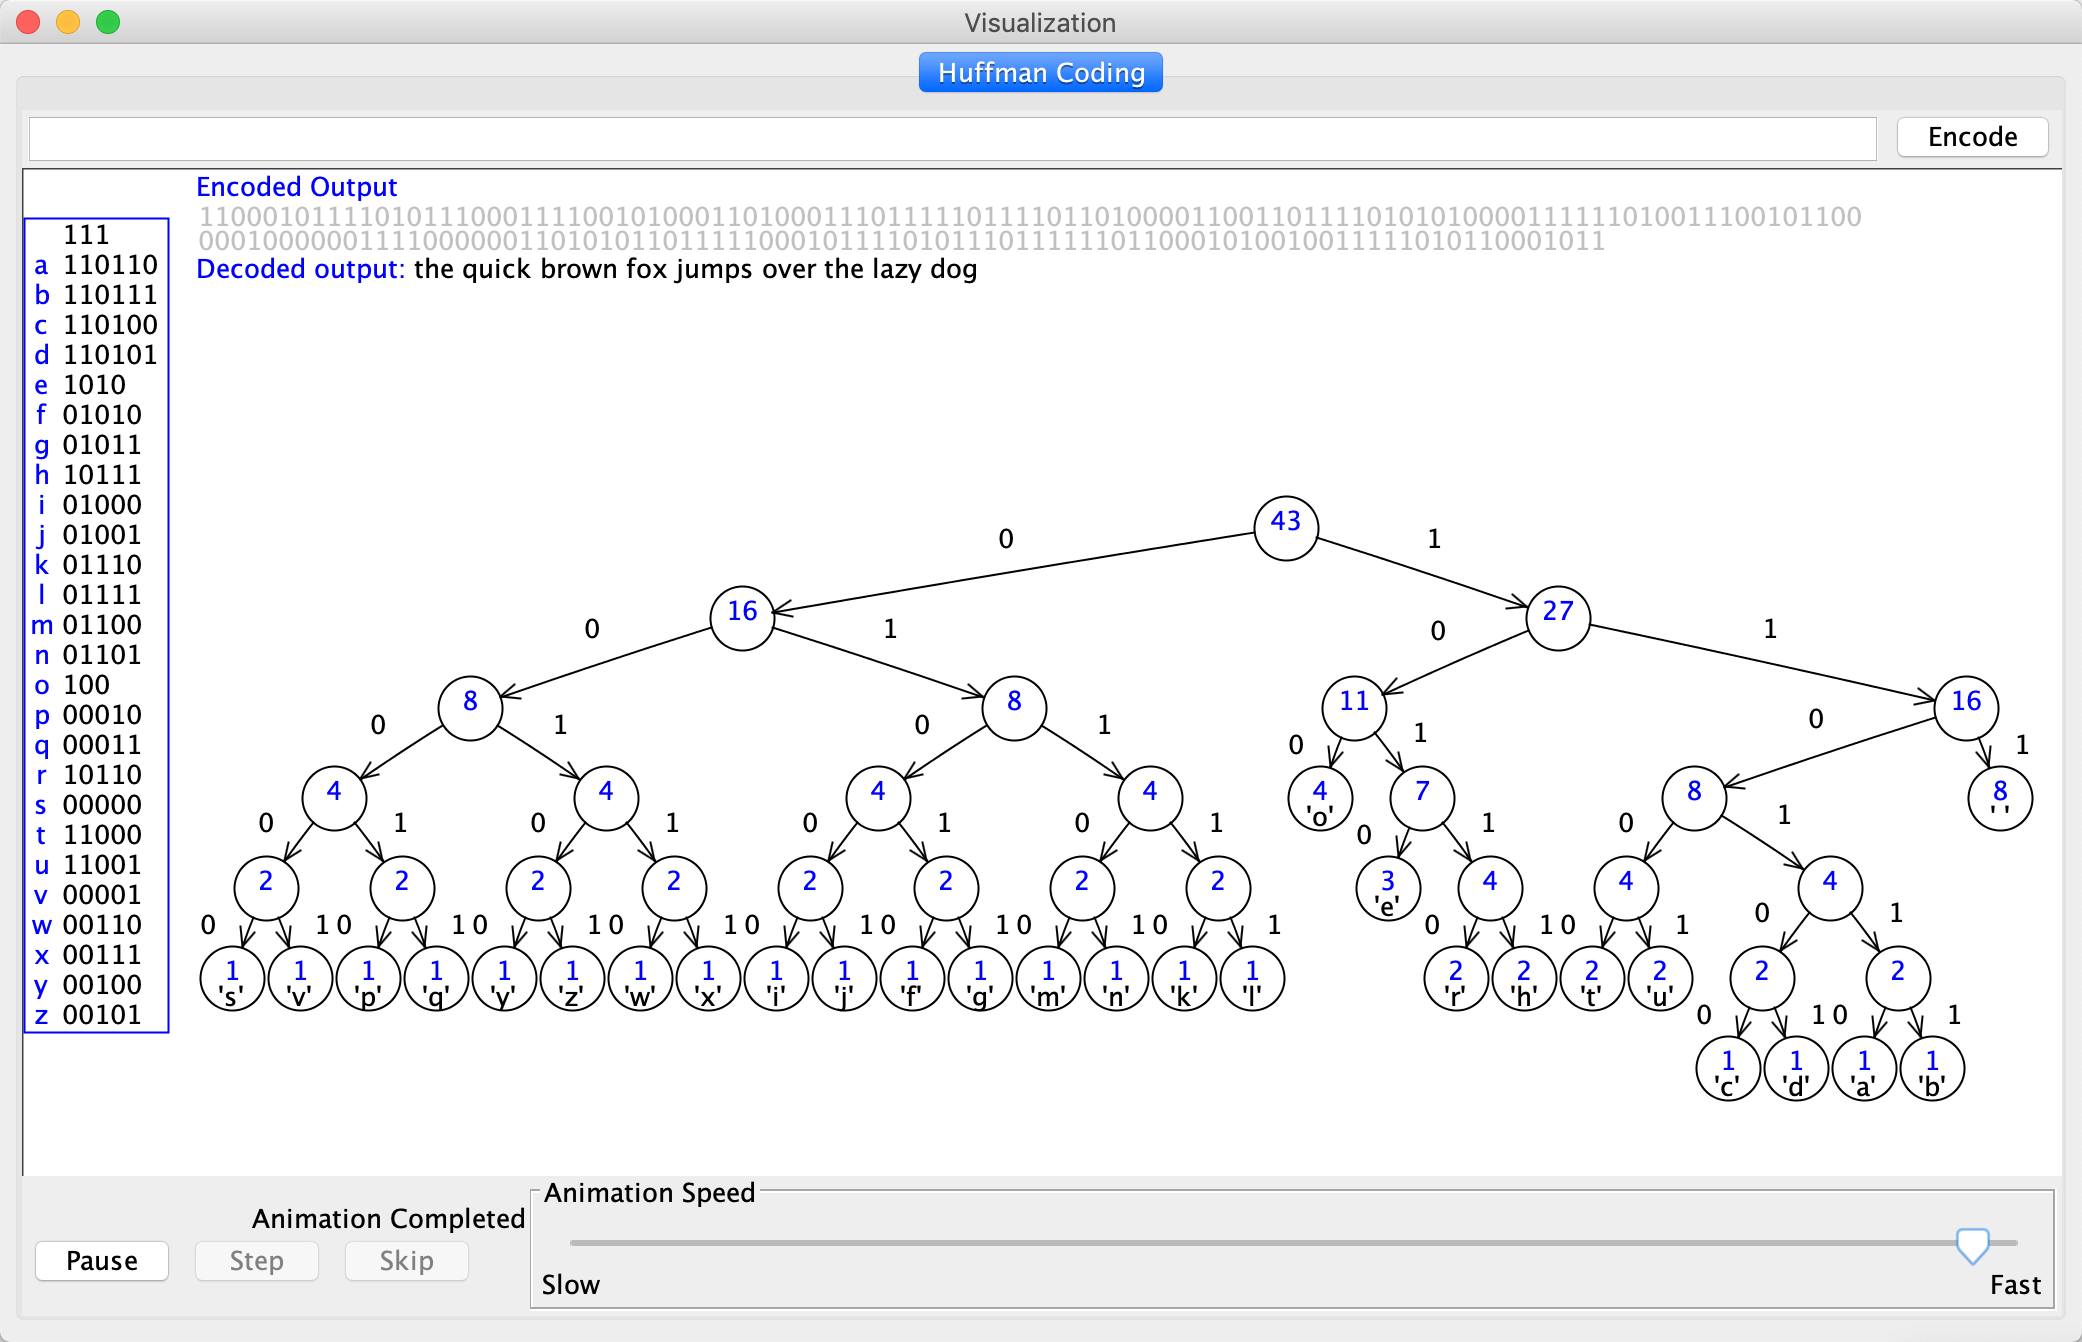 Visualization
Huffman Coding
Encode
Encoded Output
11000101111010111000111100101000110100011101111101111011010000110011011110101010000111111010011100101100
0001000000111100000011010101101111100010111101011101111110110001010010011111010110001011
Decoded output: the quick brown fox jumps over the lazy dog
111
a 110110
b 110111
c 110100
d 110101
e 1010
f 01010
g 01011
h 10111
i 01000
j 01001
k 01110
l 01111
m 01100
n 01101
o 100
p 00010
q 00011
r 10110
s 00000
t 11000
u 11001
v 00001
w 00110
x 00111
y 00100
z 00101
43
0 1
16 27
0 1 0 1
8 8 11 16
0 1 0 1 0 1 0 1
4 4 4 4 4 7 8 8
'o' ' '
0 1 0 1 0 1 0 1 0 1 0 1
2 2 2 2 2 2 2 2 3 4 4 4
'e'
0 1 0 1 0 1 0 1 0 1 0 1 0 1 0 1 0 1 0 1 0 1
1 1 1 1 1 1 1 1 1 1 1 1 1 1 1 1 2 2 2 2 2 2
's' 'v' 'p' 'q' 'y' 'z' 'w' 'x' 'i' 'j' 'f' 'g' 'm' 'n' 'k' 'l' 'r' 'h' 't' 'u'
0 1 0 1
1 1 1 1
'c' 'd' 'a' 'b'
Animation Completed
Pause Step Skip
Animation Speed
Slow Fast